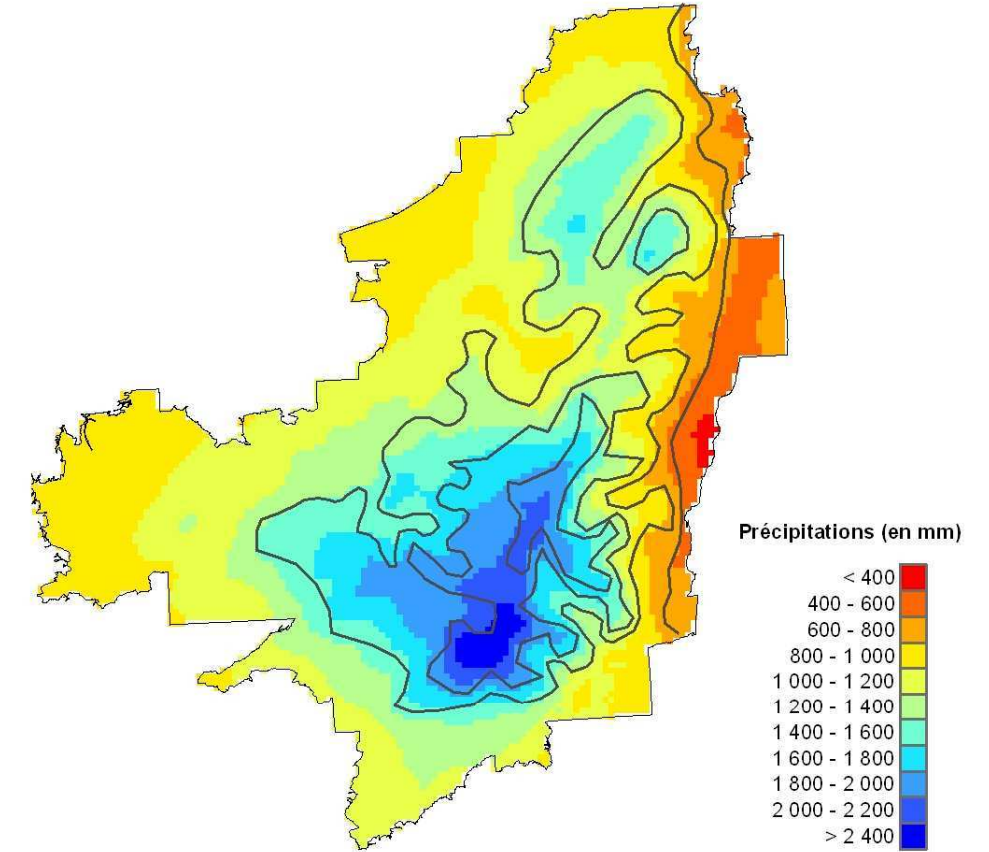 Précipitations (en mm)
< 400
400 - 600
600 - 800
800 - 1 000
1 000 - 1 200
1 200 - 1 400
1 400 - 1 600
1 600 - 1 800
1 800 - 2 000
2 000 - 2 200
> 2 400